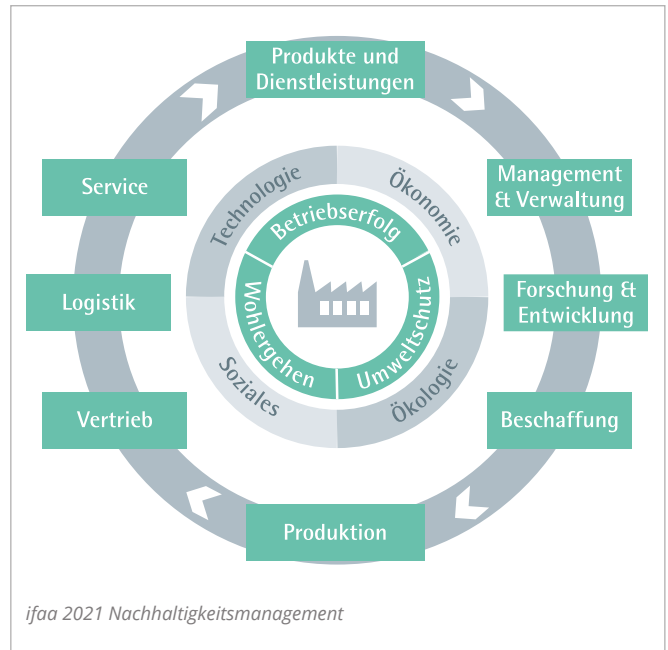 Produkte und
Dienstleistungen
Management
& Verwaltung
Forschung &
Entwicklung
Beschaffung
Produktion
Vertrieb
Logistik
Service
Technologie
Ökonomie
Ökologie
Soziales
Betriebserfolg
Umweltschutz
Wohlergehen
ifaa 2021 Nachhaltigkeitsmanagement